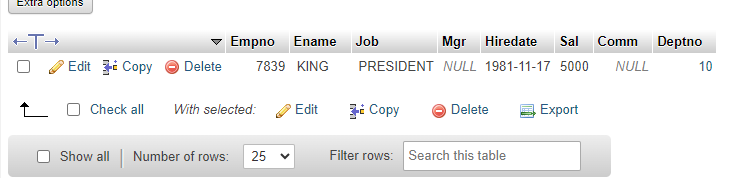 Extra options
Empno Ename Job Mgr Hiredate Sal Comm Deptno
Edit Copy Delete 7839 KING PRESIDENT NULL 1981-11-17 5000 NULL 10
Check all With selected: Edit Copy Delete Export
Show all Number of rows: 25 Filter rows: Search this table